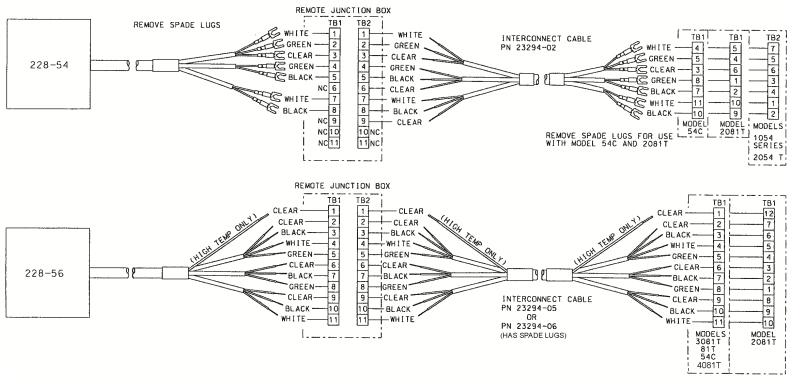 REMOTE JUNCTION BOX
REMOVE SPADE LUGS
TB1 TB2
INTERCONNECT CABLE
PN 23294-02
TB1 TB1 TB2
228-54
WHITE 1 1 WHITE WHITE 4 5 7
GREEN 2 2 GREEN GREEN 5 4 5
CLEAR 3 3 CLEAR CLEAR 3 6 6
GREEN 4 4 GREEN GREEN 8 1 3
BLACK 5 5 BLACK BLACK 7 2 4
NC 6 6 CLEAR WHITE 11 10 1
WHITE 7 7 WHITE BLACK 10 9 2
BLACK 8 8 BLACK
NC 9 9 CLEAR
NC 10 10 NC
NC 11 11 NC
REMOVE SPADE LUGS FOR USE
WITH MODEL 54C AND 2081T
MODEL
54C
MODEL
2081T
MODELS
1054
SERIES
2054 T
REMOTE JUNCTION BOX
TB1 TB2
TB1 TB1
228-56
(HIGH TEMP ONLY) (HIGH TEMP ONLY) (HIGH TEMP ONLY)
CLEAR 1 1 CLEAR CLEAR 1 12
CLEAR 2 2 CLEAR CLEAR 2 7
BLACK 3 3 BLACK BLACK 3 6
WHITE 4 4 WHITE WHITE 4 5
GREEN 5 5 GREEN GREEN 5 4
CLEAR 6 6 CLEAR CLEAR 6 3
BLACK 7 7 BLACK BLACK 7 2
GREEN 8 8 GREEN GREEN 8 1
CLEAR 9 9 CLEAR CLEAR 9 8
BLACK 10 10 BLACK BLACK 10 9
WHITE 11 11 WHITE WHITE 11 10
INTERCONNECT CABLE
PN 23294-05
OR
PN 23294-06
(HAS SPADE LUGS)
MODELS
3081T
81T
54C
4081T
MODEL
2081T